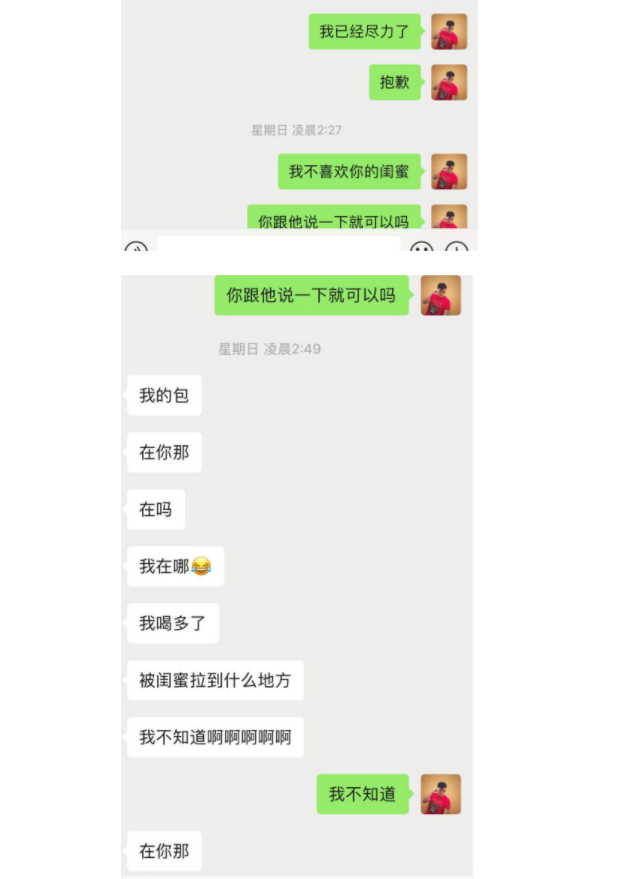 我已经尽力了
抱歉
星期日 凌晨2:27
我不喜欢你的闺蜜
你跟他说一下就可以吗
你跟他说一下就可以吗
星期日 凌晨2:49
我的包
在你那
在吗
我在哪😂
我喝多了
被闺蜜拉到什么地方
我不知道啊啊啊啊啊
我不知道
在你那